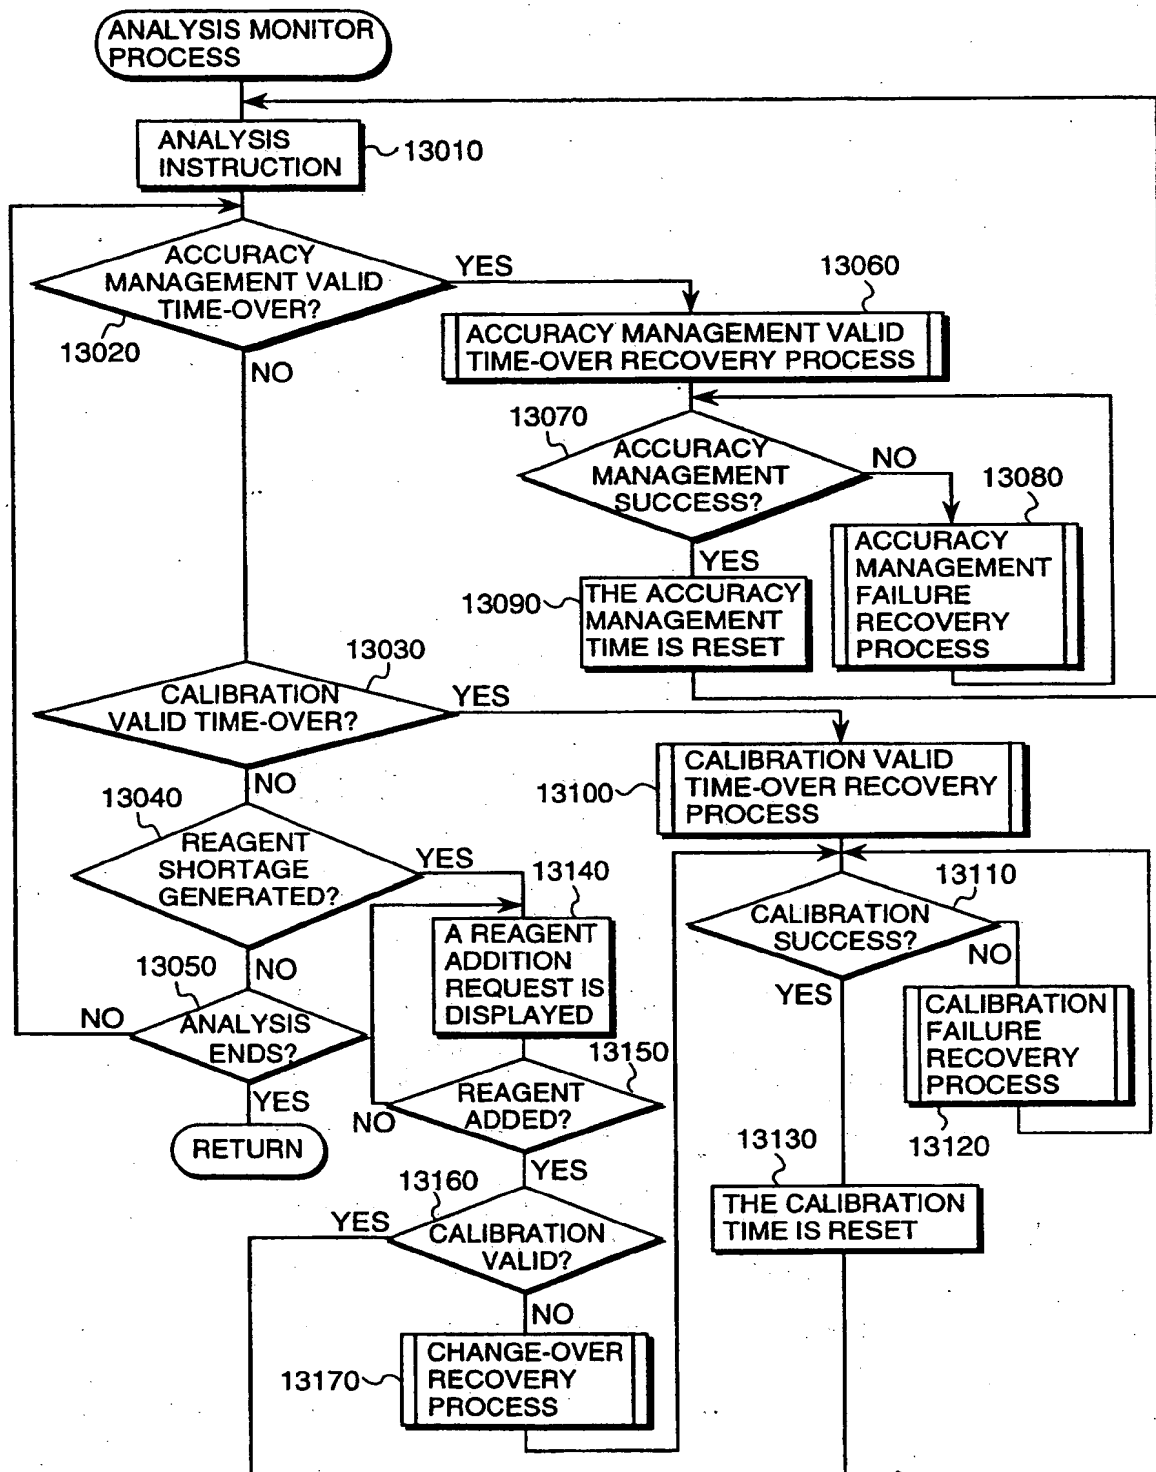 ANALYSIS MONITOR
PROCESS
ANALYSIS
INSTRUCTION
13010
ACCURACY
MANAGEMENT VALID
TIME-OVER?
13020
YES
NO
13060
ACCURACY MANAGEMENT VALID
TIME-OVER RECOVERY PROCESS
13070
ACCURACY
MANAGEMENT
SUCCESS?
NO
YES
13080
ACCURACY
MANAGEMENT
FAILURE
RECOVERY
PROCESS
13090
THE ACCURACY
MANAGEMENT
TIME IS RESET
13030
CALIBRATION
VALID TIME-OVER?
YES
NO
13100
CALIBRATION VALID
TIME-OVER RECOVERY
PROCESS
13040
REAGENT
SHORTAGE
GENERATED?
YES
NO
13110
CALIBRATION
SUCCESS?
NO
YES
13120
CALIBRATION
FAILURE
RECOVERY
PROCESS
13130
THE CALIBRATION
TIME IS RESET
13050
ANALYSIS
ENDS?
NO
YES
RETURN
13140
A REAGENT
ADDITION
REQUEST IS
DISPLAYED
13150
REAGENT
ADDED?
NO
YES
13160
CALIBRATION
VALID?
YES
NO
13170
CHANGE-OVER
RECOVERY
PROCESS